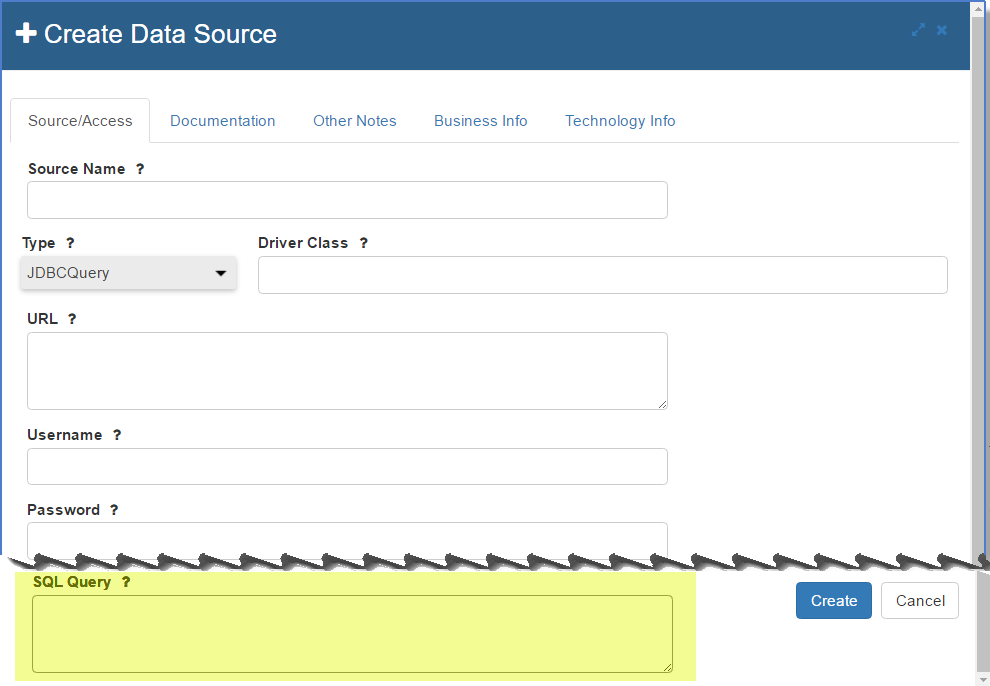 Create Data Source
Source/Access Documentation Other Notes Business Info Technology Info
Source Name ?
Type ? Driver Class ?
JDBCQuery
URL ?
Username ?
Password ?
SQL Query ?
Create Cancel